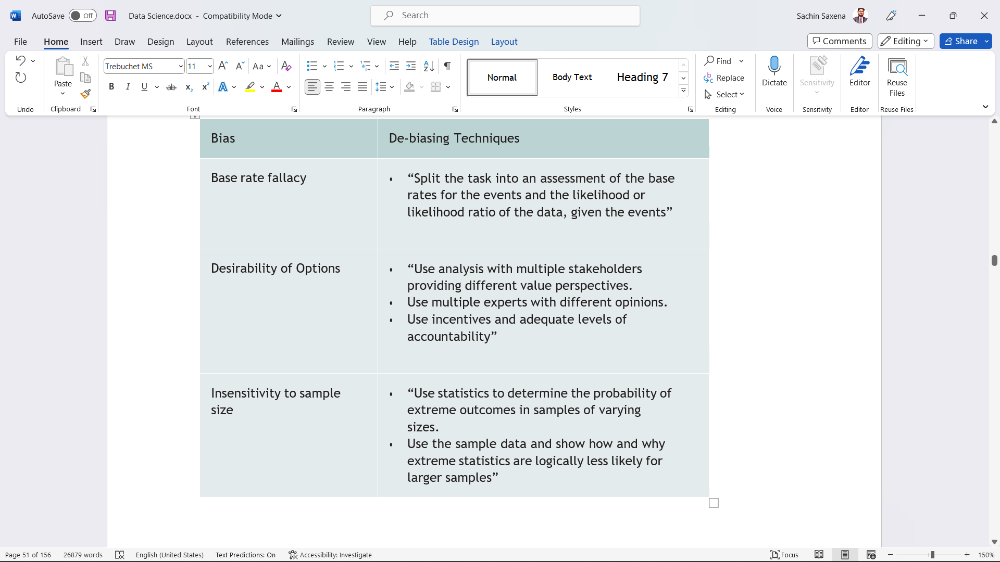 AutoSave Off Data Science.docx - Compatibility Mode Search Sachin Saxena
File Home Insert Draw Design Layout References Mailings Review View Help Table Design Layout Comments Editing Share
Trebuchet MS 11 Aa Normal Body Text Heading 7 Find
Paste B I U ab x₂ x² A A Replace Dictate Sensitivity Editor Reuse Files
Select
Undo Clipboard Font Paragraph Styles Editing Voice Sensitivity Editor Reuse Files
Bias De-biasing Techniques
Base rate fallacy
• “Split the task into an assessment of the base
rates for the events and the likelihood or
likelihood ratio of the data, given the events”
Desirability of Options
• “Use analysis with multiple stakeholders
providing different value perspectives.
• Use multiple experts with different opinions.
• Use incentives and adequate levels of
accountability”
Insensitivity to sample
size
• “Use statistics to determine the probability of
extreme outcomes in samples of varying
sizes.
• Use the sample data and show how and why
extreme statistics are logically less likely for
larger samples”
Page 51 of 156 26879 words English (United States) Text Predictions: On Accessibility: Investigate Focus 150%